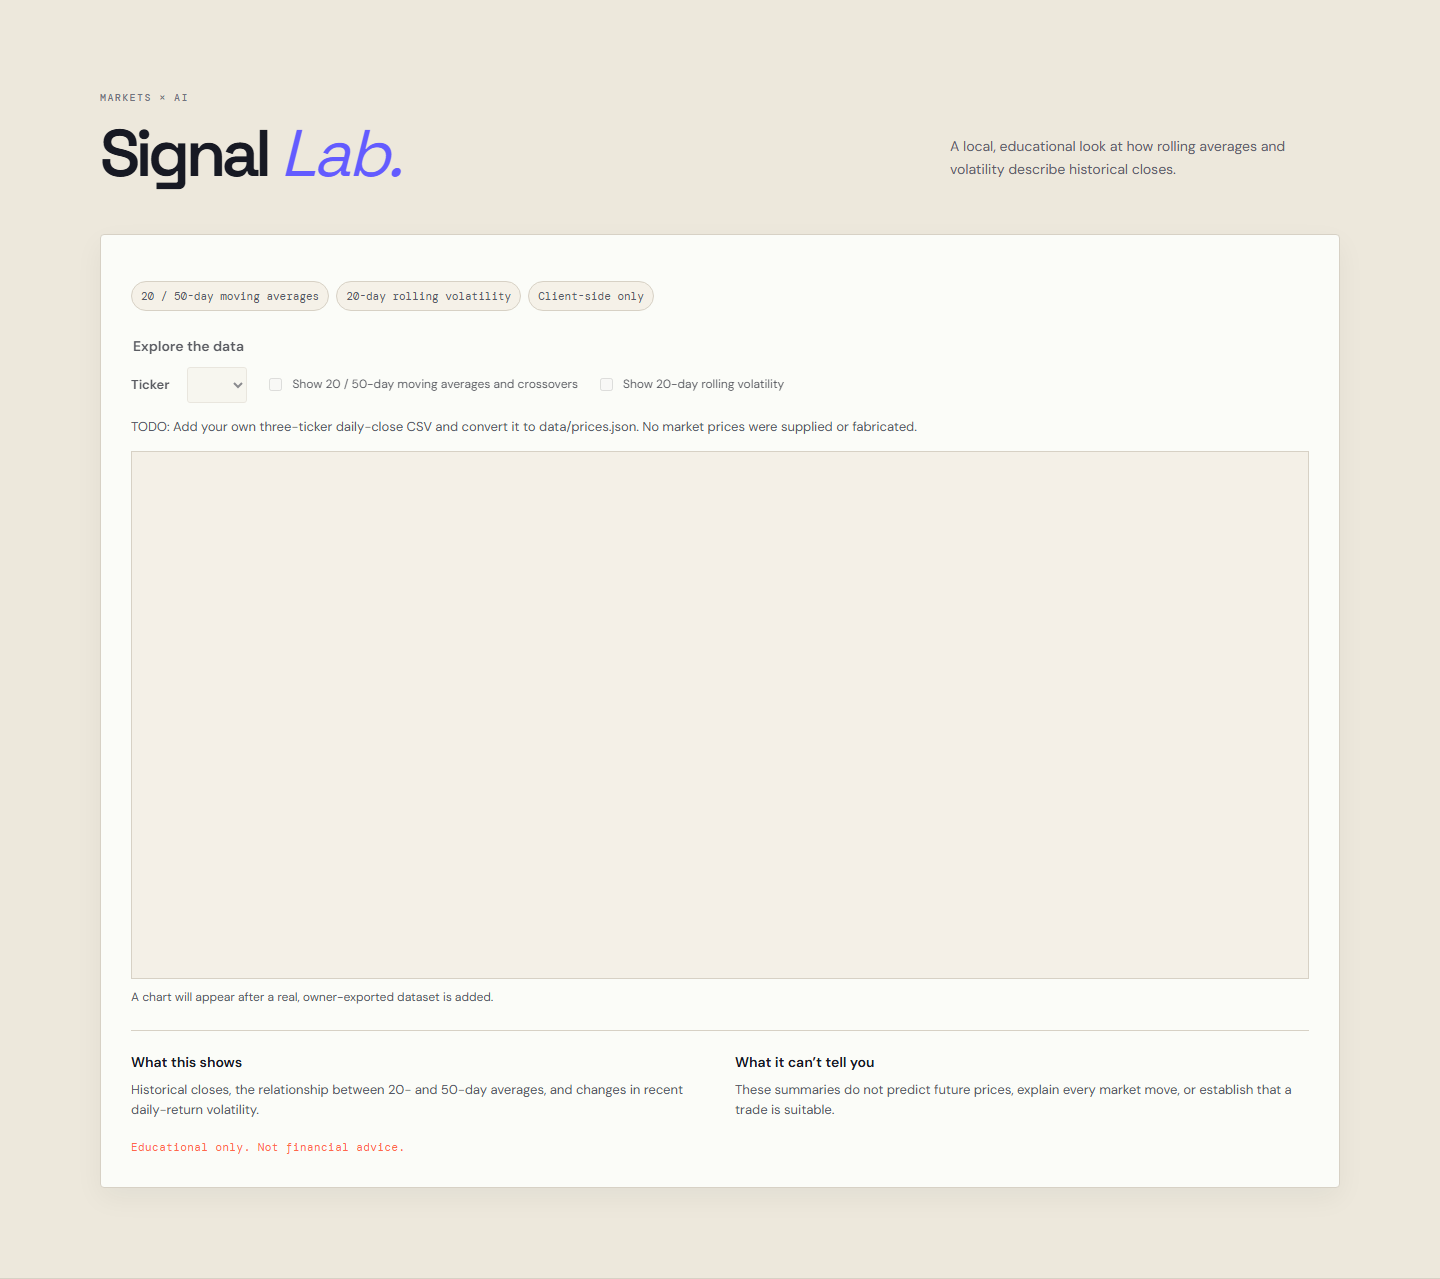 MARKETS × AI
Signal Lab.
A local, educational look at how rolling averages and
volatility describe historical closes.
20 / 50-day moving averages
20-day rolling volatility
Client-side only
Explore the data
Ticker
Show 20 / 50-day moving averages and crossovers
Show 20-day rolling volatility
TODO: Add your own three-ticker daily-close CSV and convert it to data/prices.json. No market prices were supplied or fabricated.
A chart will appear after a real, owner-exported dataset is added.
What this shows
Historical closes, the relationship between 20- and 50-day averages, and changes in recent
daily-return volatility.
What it can’t tell you
These summaries do not predict future prices, explain every market move, or establish that a
trade is suitable.
Educational only. Not financial advice.